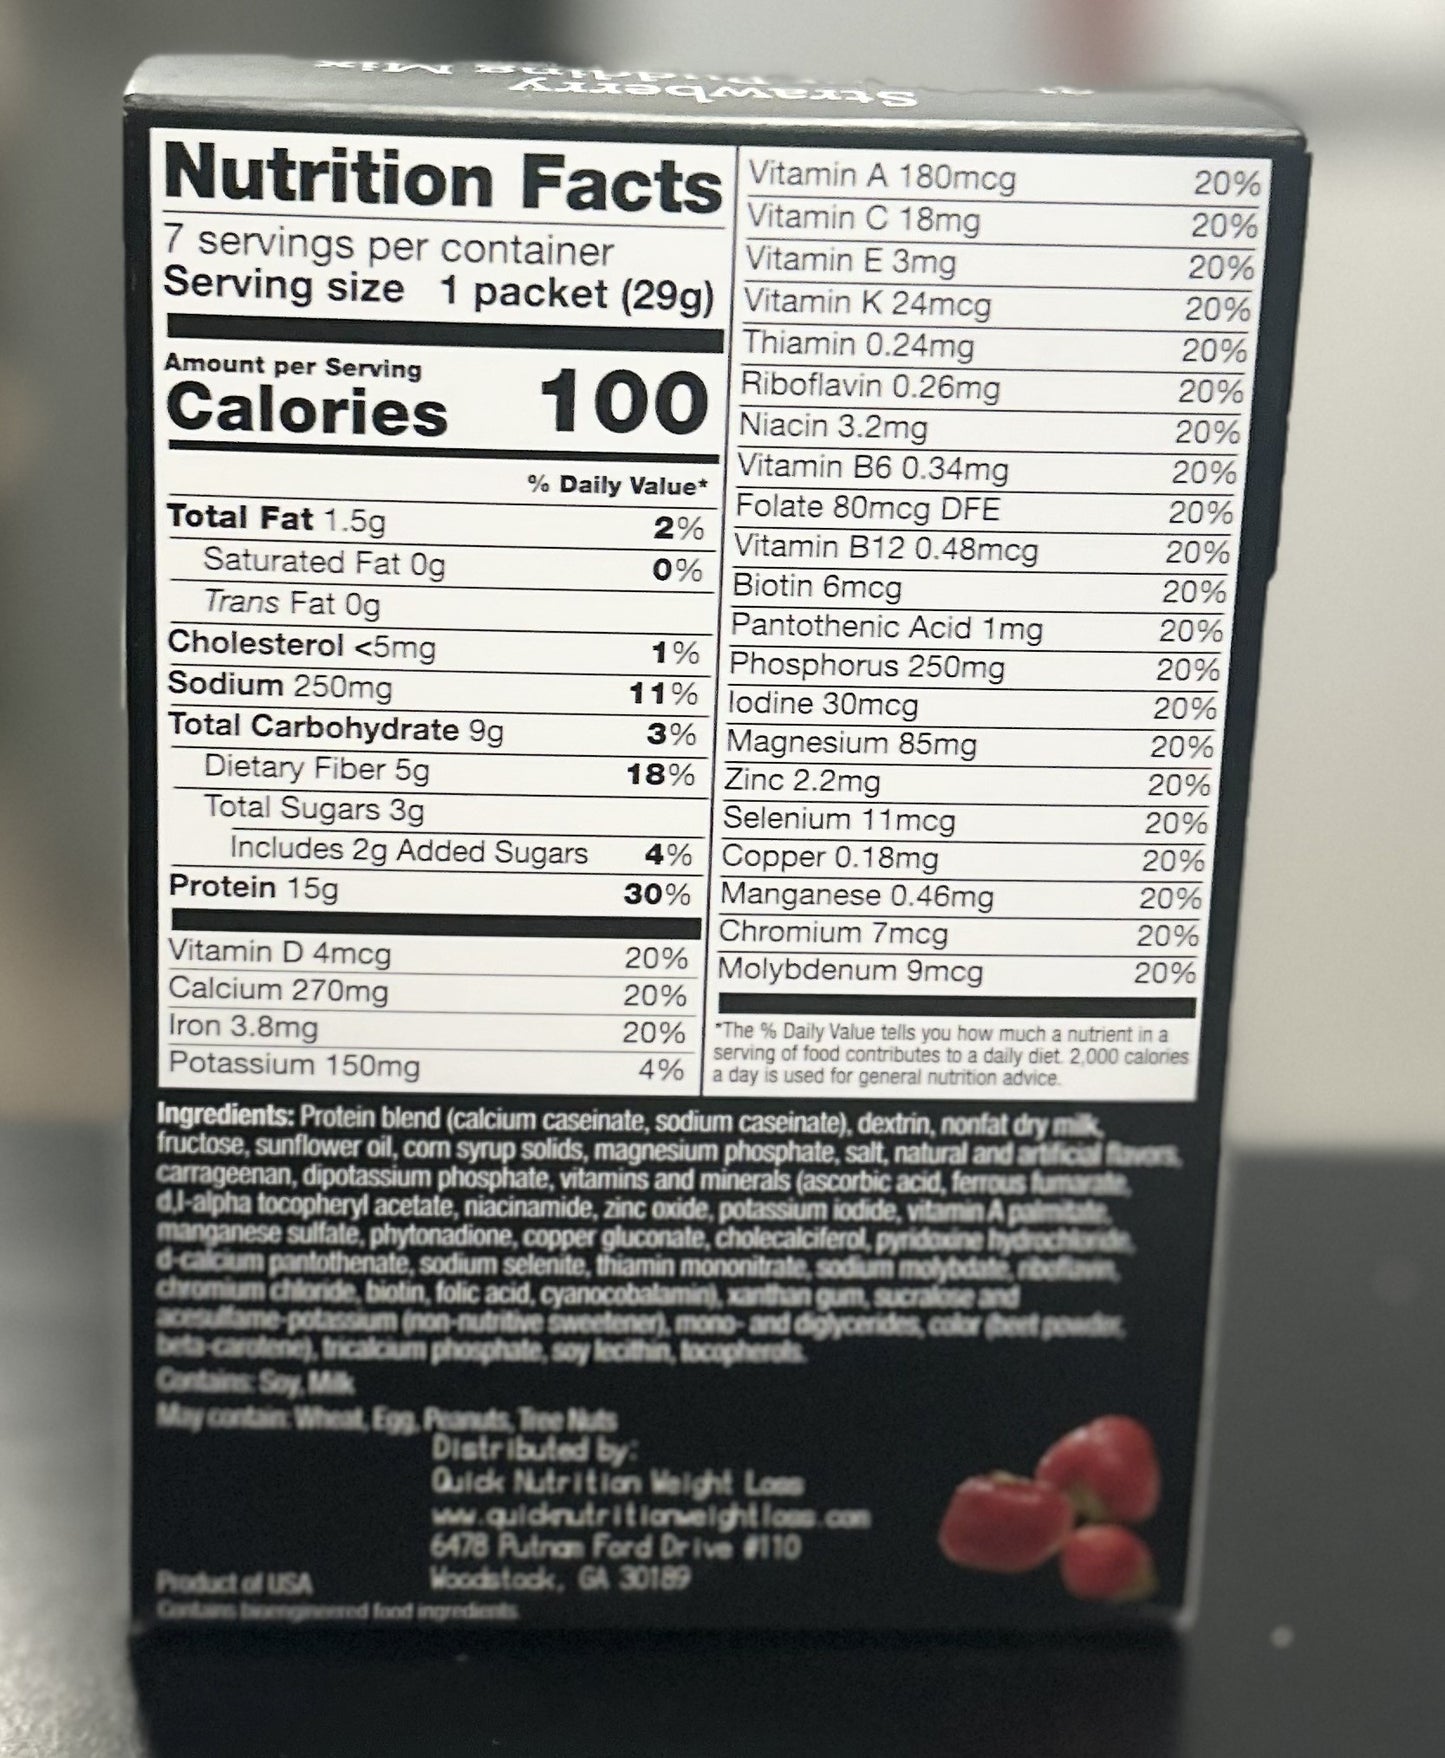 Strawberry
Pudding Mix
Nutrition Facts
7 servings per container
Serving size 1 packet (29g)
Amount per Serving
Calories 100
% Daily Value*
Total Fat 1.5g 2%
Saturated Fat 0g 0%
Trans Fat 0g
Cholesterol <5mg 1%
Sodium 250mg 11%
Total Carbohydrate 9g 3%
Dietary Fiber 5g 18%
Total Sugars 3g
Includes 2g Added Sugars 4%
Protein 15g 30%
Vitamin D 4mcg 20%
Calcium 270mg 20%
Iron 3.8mg 20%
Potassium 150mg 4%
Vitamin A 180mcg 20%
Vitamin C 18mg 20%
Vitamin E 3mg 20%
Vitamin K 24mcg 20%
Thiamin 0.24mg 20%
Riboflavin 0.26mg 20%
Niacin 3.2mg 20%
Vitamin B6 0.34mg 20%
Folate 80mcg DFE 20%
Vitamin B12 0.48mcg 20%
Biotin 6mcg 20%
Pantothenic Acid 1mg 20%
Phosphorus 250mg 20%
Iodine 30mcg 20%
Magnesium 85mg 20%
Zinc 2.2mg 20%
Selenium 11mcg 20%
Copper 0.18mg 20%
Manganese 0.46mg 20%
Chromium 7mcg 20%
Molybdenum 9mcg 20%
*The % Daily Value tells you how much a nutrient in a
serving of food contributes to a daily diet. 2,000 calories
a day is used for general nutrition advice.
Ingredients: Protein blend (calcium caseinate, sodium caseinate), dextrin, nonfat dry milk,
fructose, sunflower oil, corn syrup solids, magnesium phosphate, salt, natural and artificial flavors,
carrageenan, dipotassium phosphate, vitamins and minerals (ascorbic acid, ferrous fumarate,
d,l-alpha tocopheryl acetate, niacinamide, zinc oxide, potassium iodide, vitamin A palmitate,
manganese sulfate, phytonadione, copper gluconate, cholecalciferol, pyridoxine hydrochloride,
d-calcium pantothenate, sodium selenite, thiamin mononitrate, sodium molybdate, riboflavin,
chromium chloride, biotin, folic acid, cyanocobalamin), xanthan gum, sucralose and
acesulfame-potassium (non-nutritive sweetener), mono- and diglycerides, color (beet powder,
beta-carotene), tricalcium phosphate, soy lecithin, tocopherols.
Contains: Soy, Milk
May contain: Wheat, Egg, Peanuts, Tree Nuts
Distributed by:
Quick Nutrition Weight Loss
www.quicknutritionweightloss.com
6478 Putnam Ford Drive #110
Woodstock, GA 30189
Product of USA
Contains bioengineered food ingredients